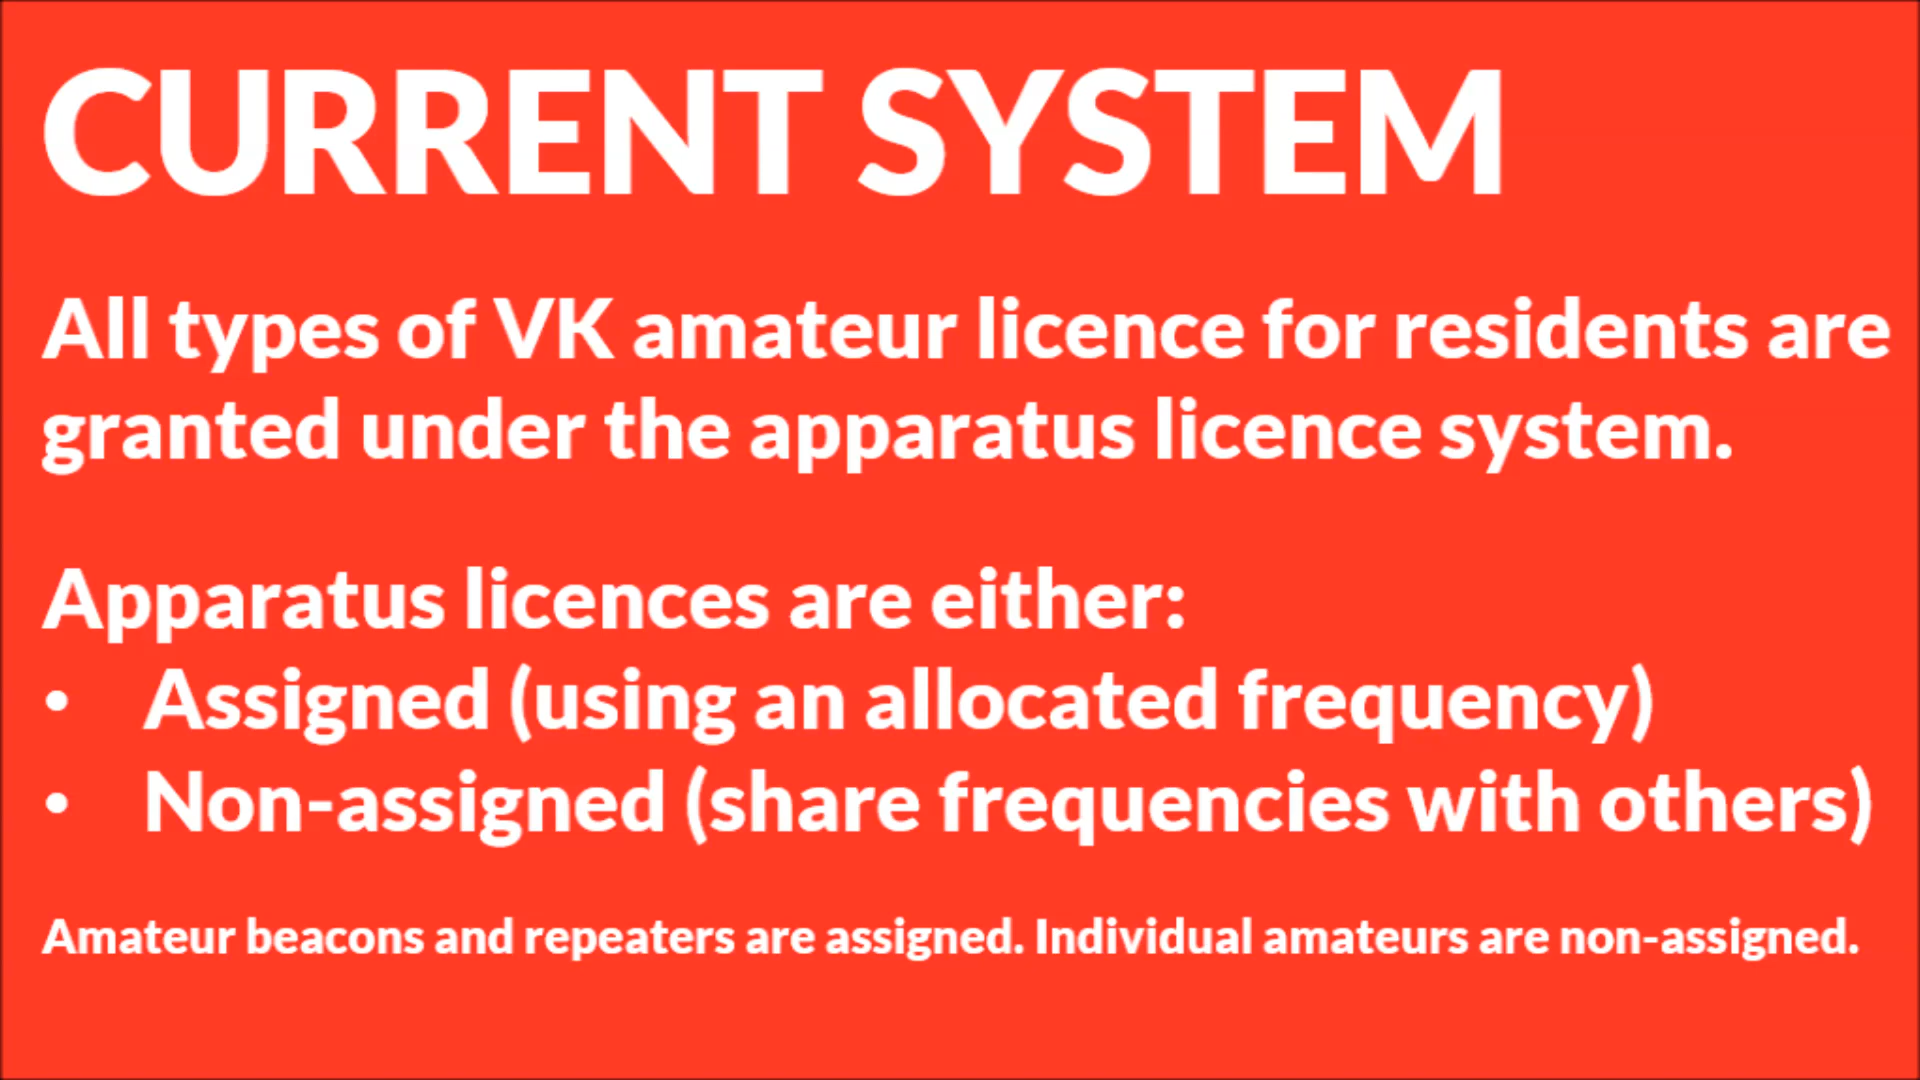 CURRENT SYSTEM
All types of VK amateur licence for residents are
granted under the apparatus licence system.
Apparatus licences are either:
• Assigned (using an allocated frequency)
• Non-assigned (share frequencies with others)
Amateur beacons and repeaters are assigned. Individual amateurs are non-assigned.